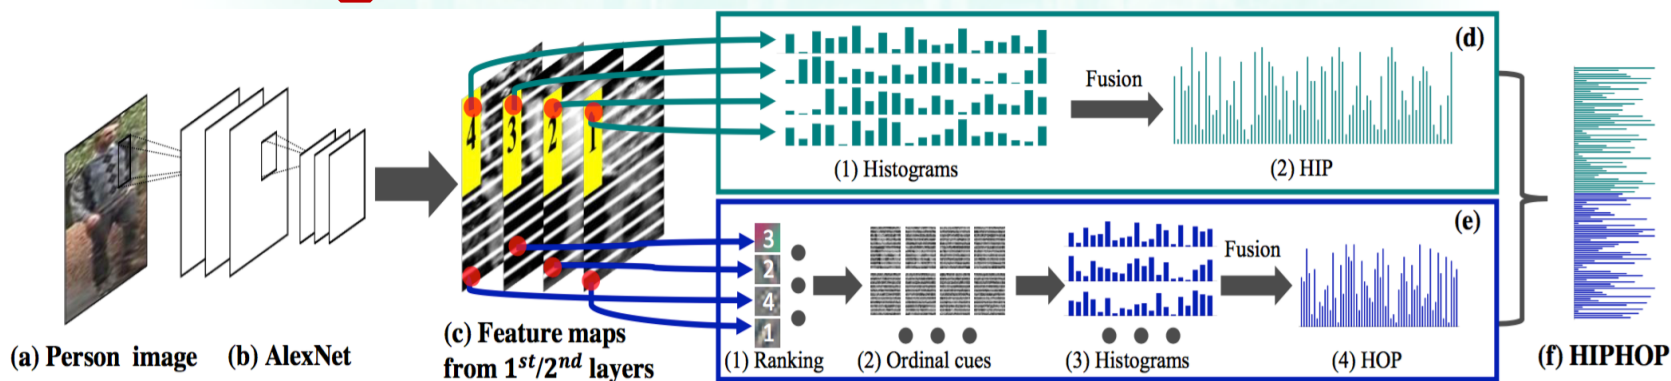 (a) Person image
(b) AlexNet
4
3
2
1
(c) Feature maps
from 1st/2nd layers
(d)
(1) Histograms
Fusion
(2) HIP
(e)
3
2
4
1
(1) Ranking
(2) Ordinal cues
(3) Histograms
Fusion
(4) HOP
(f) HIPHOP